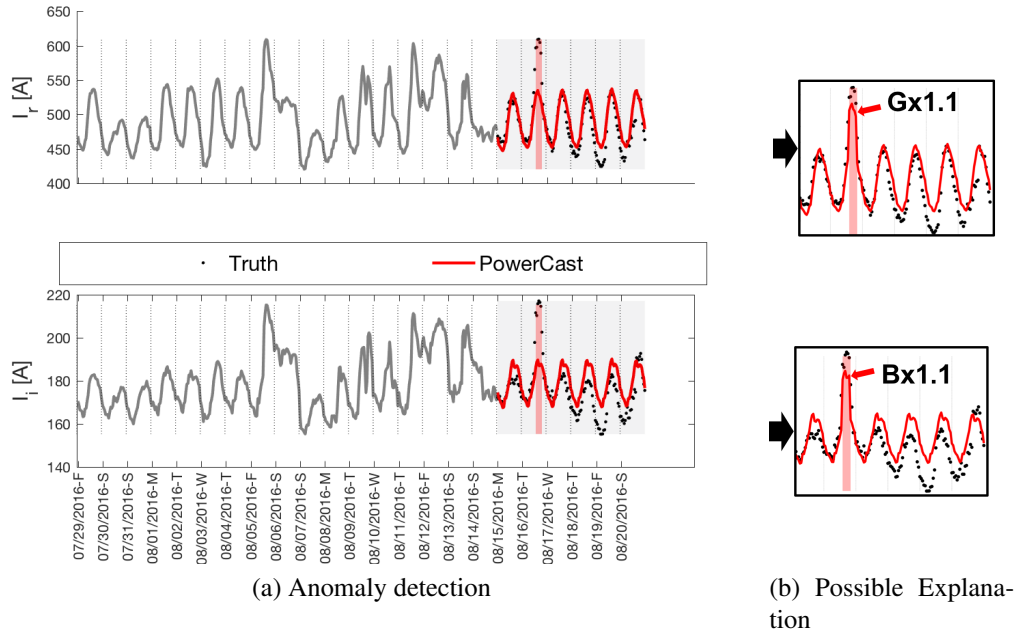 650
600
550
500
450
400
I_r [A]
Gx1.1
Truth
PowerCast
220
200
180
160
140
I_i [A]
Bx1.1
07/29/2016-F
07/30/2016-S
07/31/2016-S
08/01/2016-M
08/02/2016-T
08/03/2016-W
08/04/2016-T
08/05/2016-F
08/06/2016-S
08/07/2016-S
08/08/2016-M
08/09/2016-T
08/10/2016-W
08/11/2016-T
08/12/2016-F
08/13/2016-S
08/14/2016-S
08/15/2016-M
08/16/2016-T
08/17/2016-W
08/18/2016-T
08/19/2016-F
08/20/2016-S
(a) Anomaly detection
(b) Possible Explana-
tion